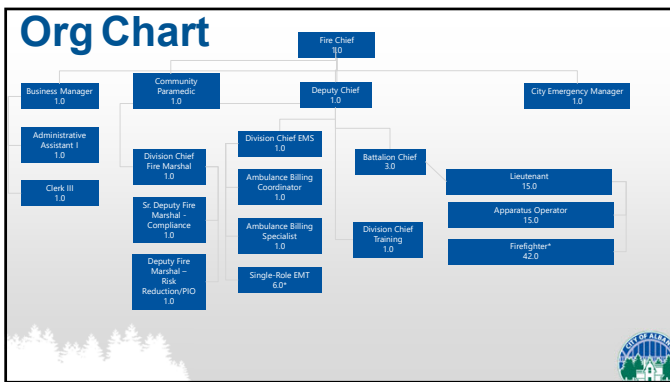 Org Chart
Fire Chief
1.0
Business Manager
1.0
Community
Paramedic
1.0
Deputy Chief
1.0
City Emergency Manager
1.0
Administrative
Assistant I
1.0
Clerk III
1.0
Division Chief
Fire Marshal
1.0
Sr. Deputy Fire
Marshal -
Compliance
1.0
Deputy Fire
Marshal –
Risk
Reduction/PIO
1.0
Division Chief EMS
1.0
Ambulance Billing
Coordinator
1.0
Ambulance Billing
Specialist
1.0
Single-Role EMT
6.0*
Battalion Chief
3.0
Division Chief
Training
1.0
Lieutenant
15.0
Apparatus Operator
15.0
Firefighter*
42.0
CITY OF